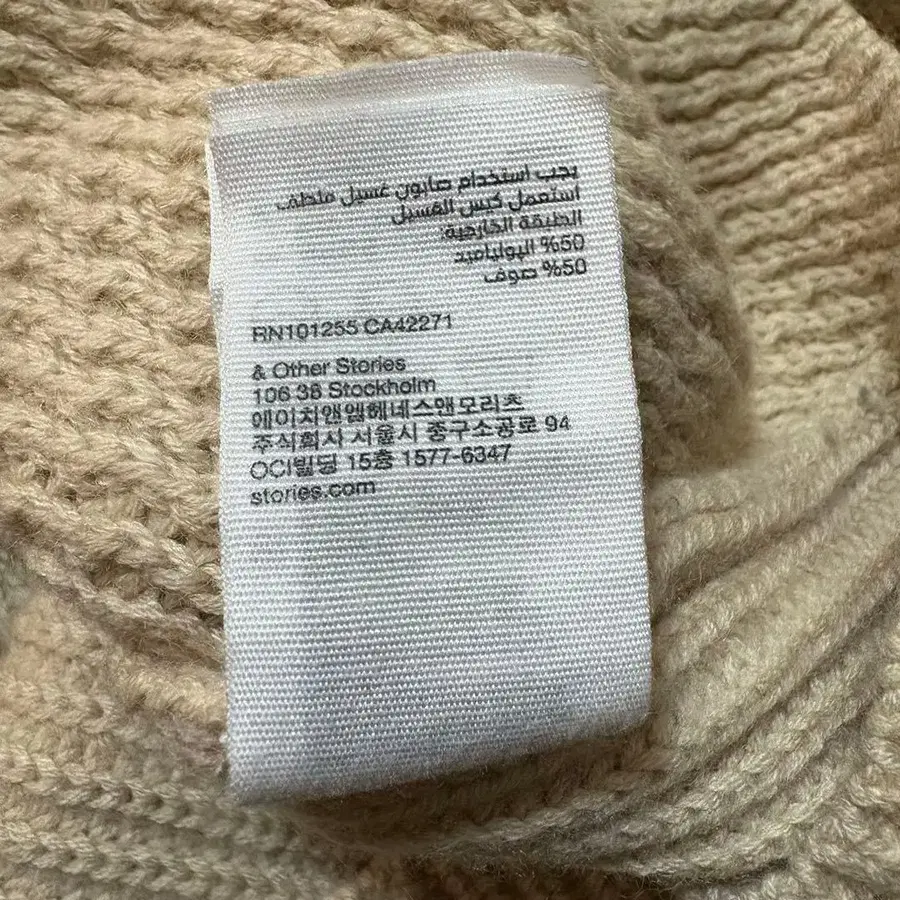 يجب استخدام صابون غسيل ملطف
استعمل كيس الغسيل
الطبقة الخارجية:
50% البولياميد
50% صوف
RN101255 CA42271
& Other Stories
106 38 Stockholm
에이치앤엠헤네스앤모리츠
주식회사 서울시 중구소공로 94
OCI빌딩 15층 1577-6347
stories.com